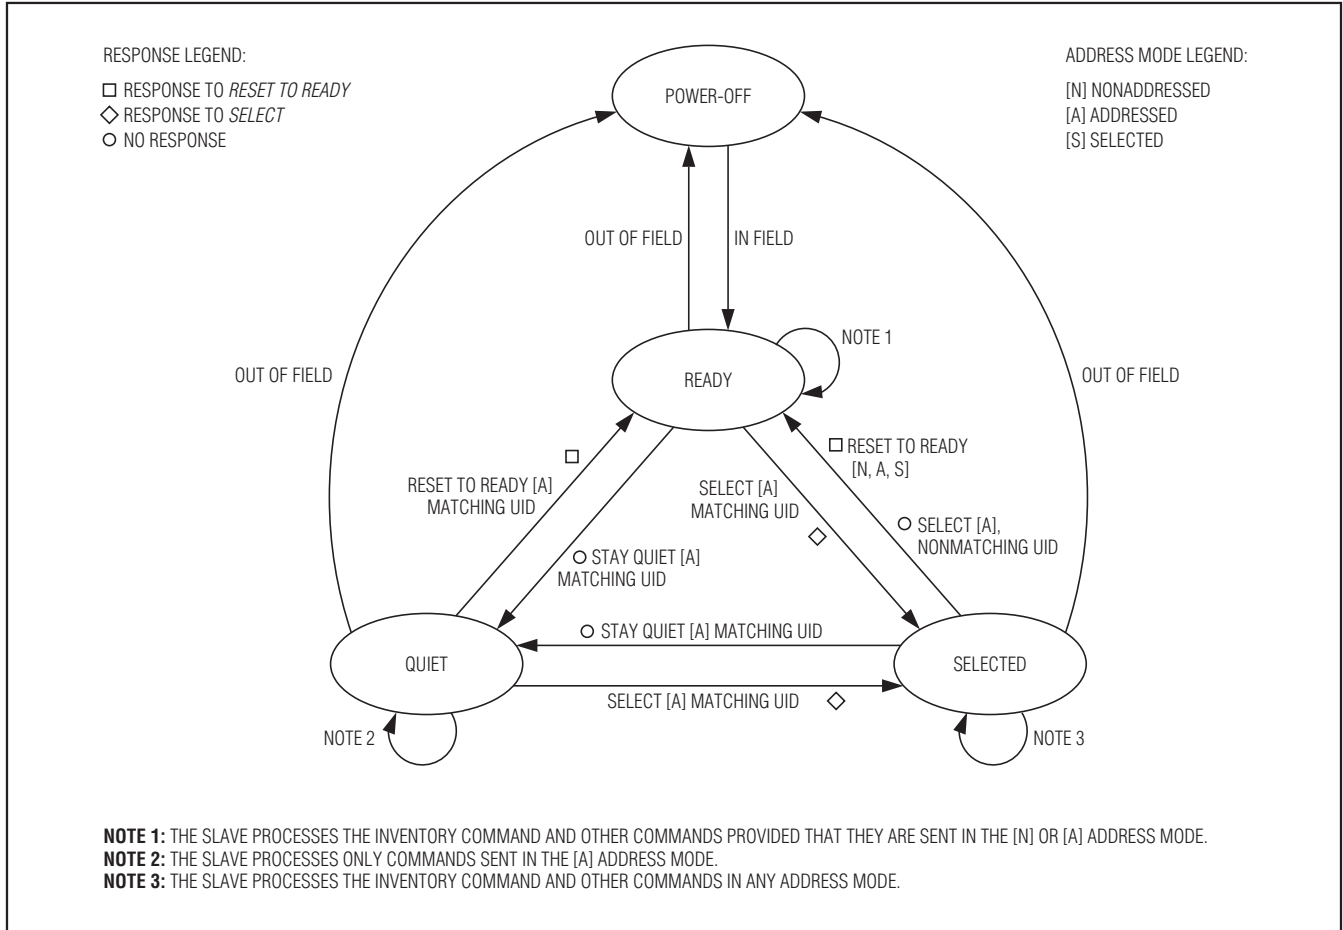 RESPONSE LEGEND:
□ RESPONSE TO RESET TO READY
◇ RESPONSE TO SELECT
○ NO RESPONSE
ADDRESS MODE LEGEND:
[N] NONADDRESSED
[A] ADDRESSED
[S] SELECTED
POWER-OFF
OUT OF FIELD
IN FIELD
NOTE 1
OUT OF FIELD
READY
OUT OF FIELD
□ RESET TO READY
[N, A, S]
□
RESET TO READY [A]
MATCHING UID
SELECT [A]
MATCHING UID
◇
○ SELECT [A],
NONMATCHING UID
○ STAY QUIET [A]
MATCHING UID
○ STAY QUIET [A] MATCHING UID
QUIET
SELECTED
SELECT [A] MATCHING UID ◇
NOTE 2
NOTE 3
NOTE 1: THE SLAVE PROCESSES THE INVENTORY COMMAND AND OTHER COMMANDS PROVIDED THAT THEY ARE SENT IN THE [N] OR [A] ADDRESS MODE.
NOTE 2: THE SLAVE PROCESSES ONLY COMMANDS SENT IN THE [A] ADDRESS MODE.
NOTE 3: THE SLAVE PROCESSES THE INVENTORY COMMAND AND OTHER COMMANDS IN ANY ADDRESS MODE.